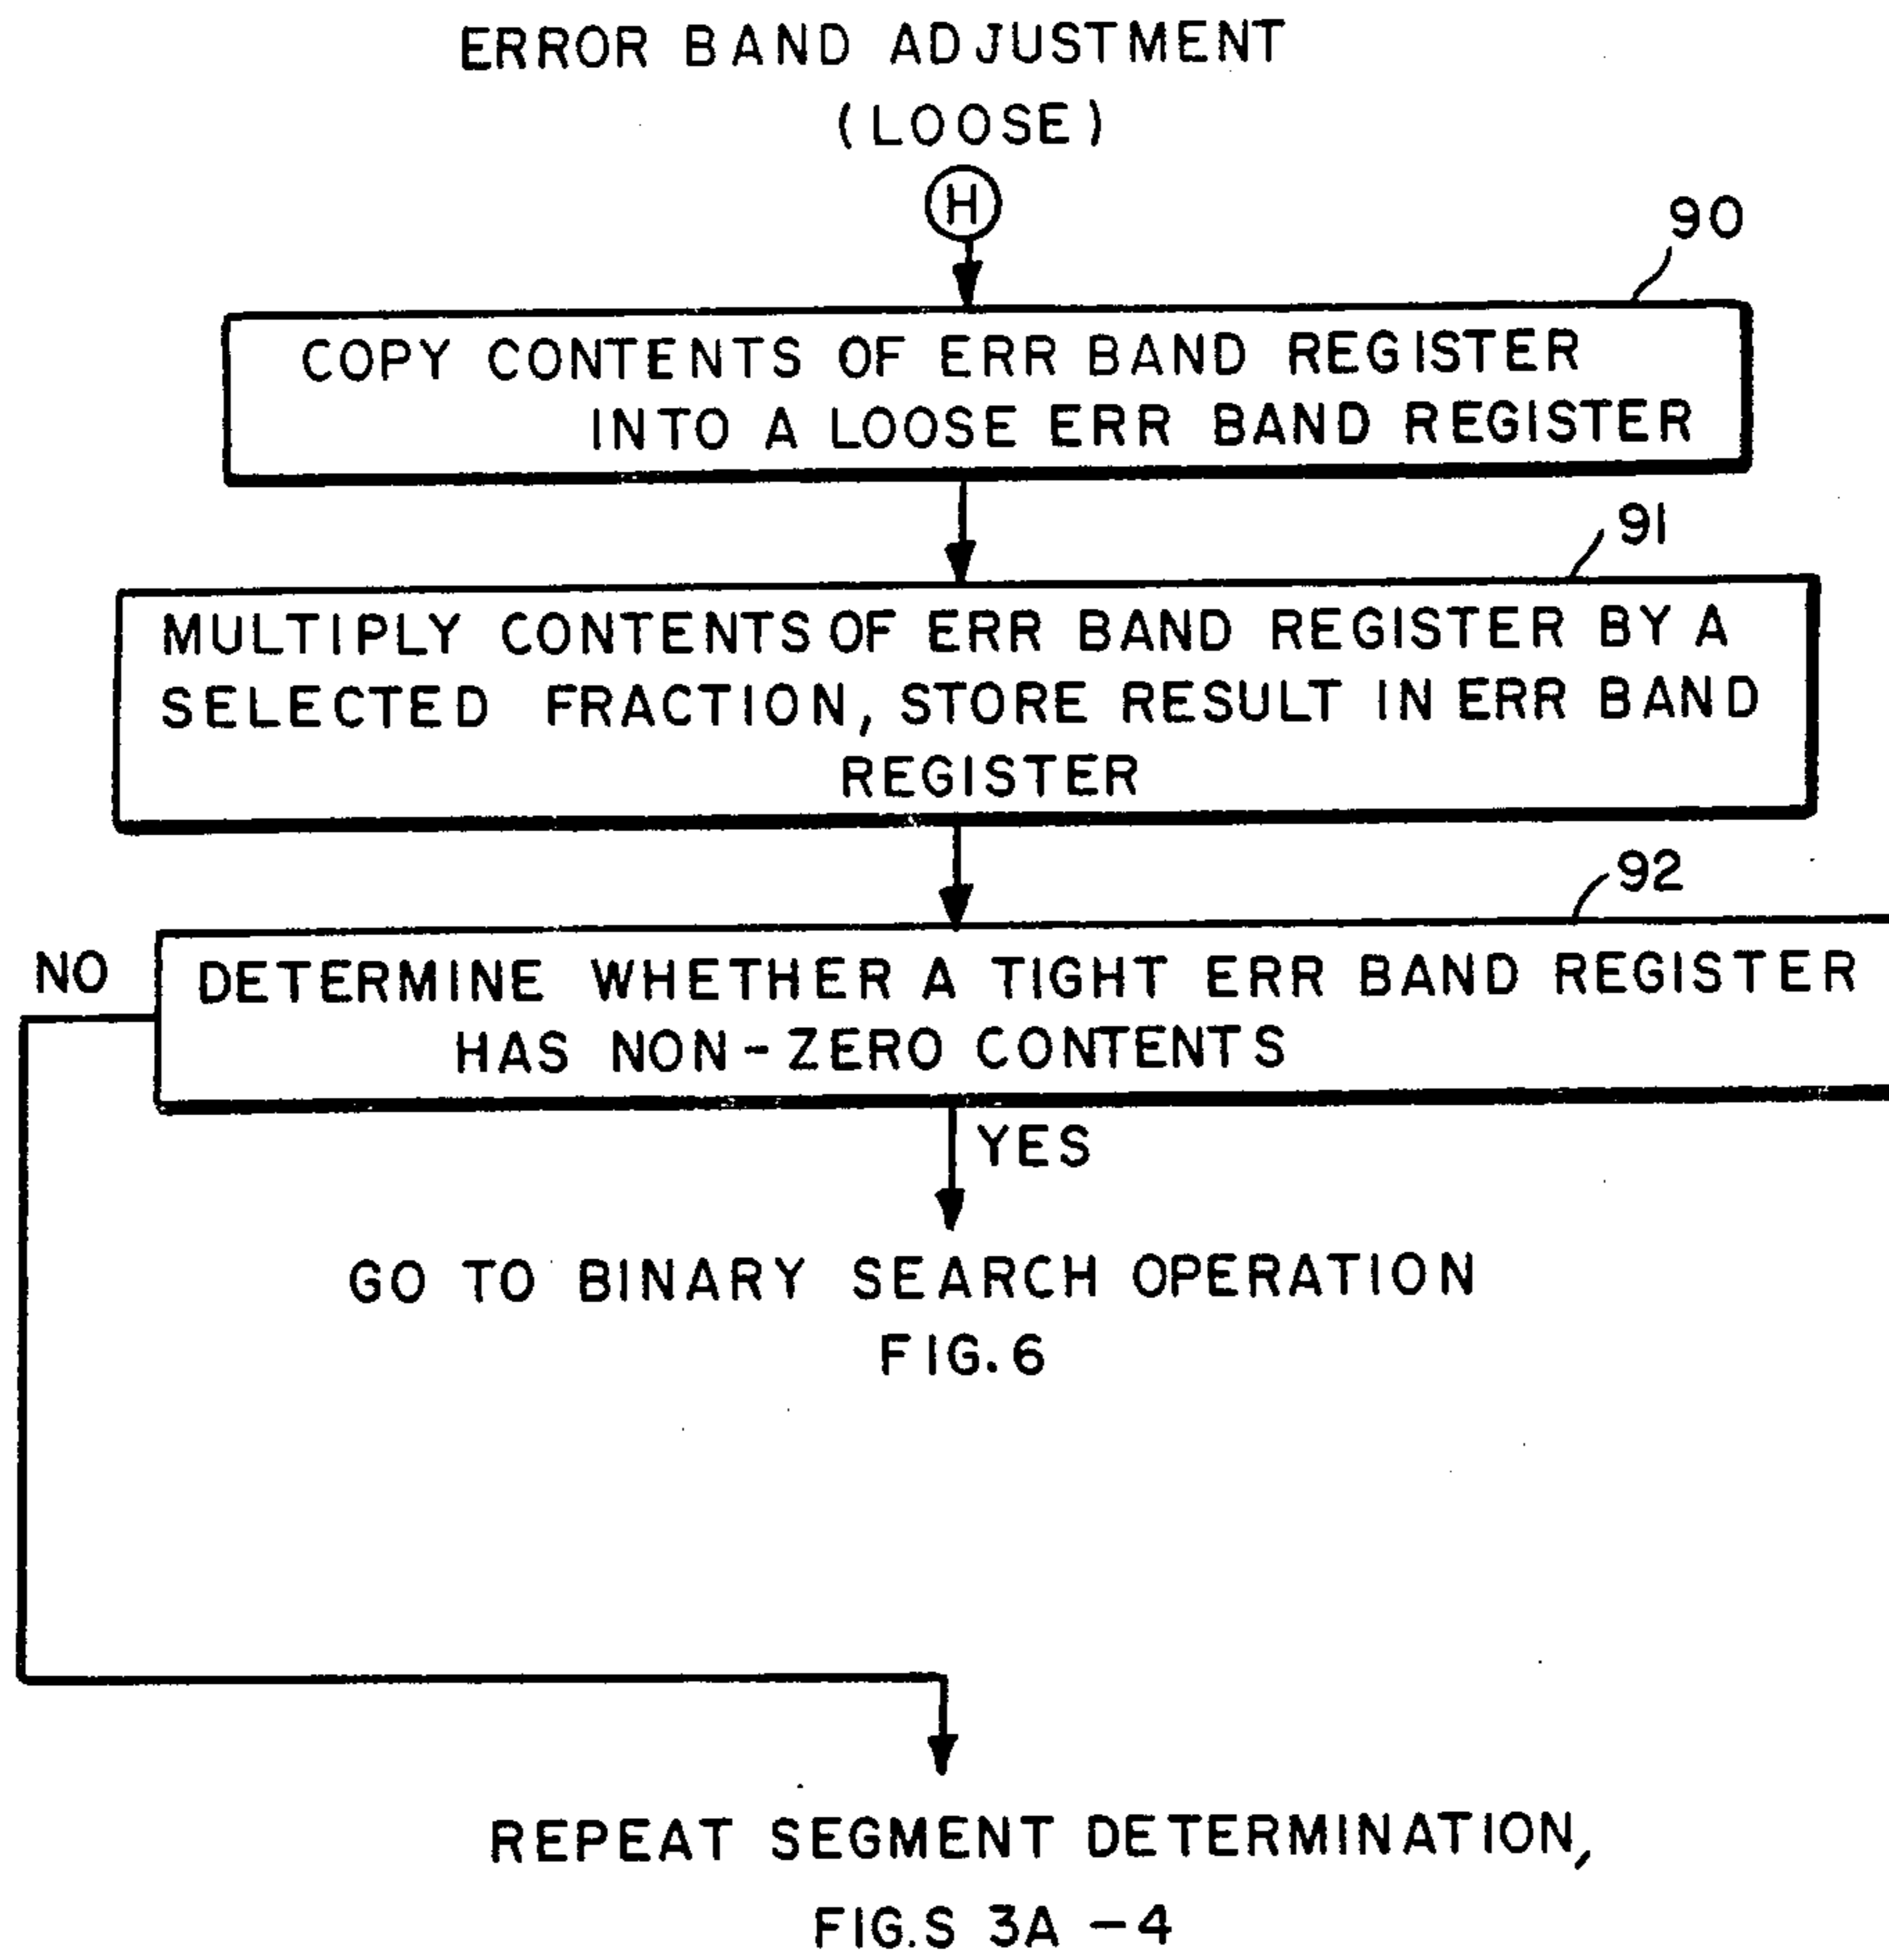 ERROR BAND ADJUSTMENT
(LOOSE)
H
90
COPY CONTENTS OF ERR BAND REGISTER
INTO A LOOSE ERR BAND REGISTER
91
MULTIPLY CONTENTS OF ERR BAND REGISTER BY A
SELECTED FRACTION, STORE RESULT IN ERR BAND
REGISTER
92
NO
DETERMINE WHETHER A TIGHT ERR BAND REGISTER
HAS NON-ZERO CONTENTS
YES
GO TO BINARY SEARCH OPERATION
FIG. 6
REPEAT SEGMENT DETERMINATION,
FIG.S 3A - 4